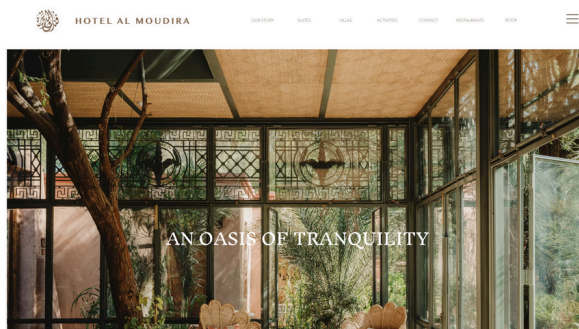 HOTEL AL MOUDIRA
OUR STORY SUITES VILLAS ACTIVITIES CONTACT RESTAURANTS BOOK
AN OASIS OF TRANQUILITY